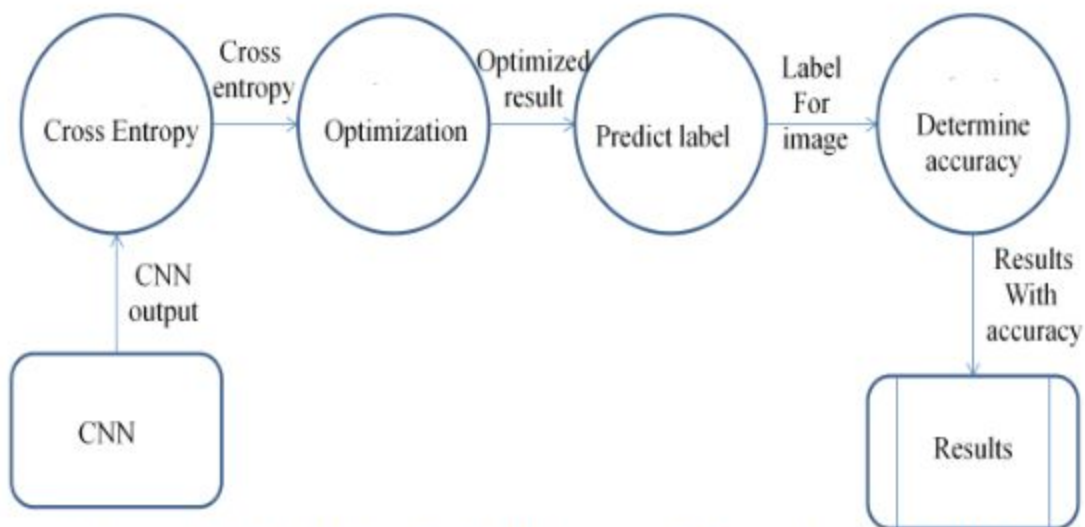 Cross Entropy
Cross
entropy
Optimization
Optimized
result
Predict label
Label
For
image
Determine
accuracy
CNN
output
CNN
Results
With
accuracy
Results